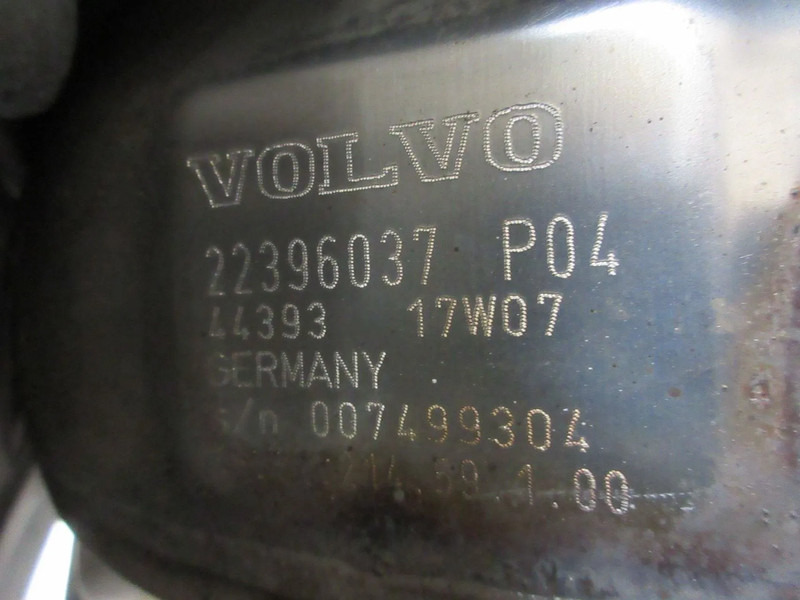 VOLVO
22396037 P04
44393 17W07
GERMANY
s/n 007499304